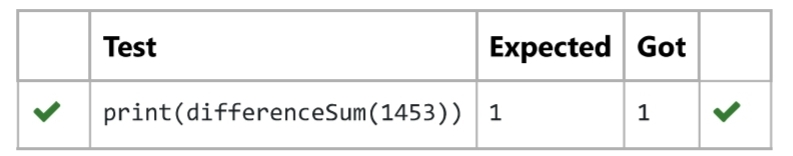 Test Expected Got
print(differenceSum(1453)) 1 1